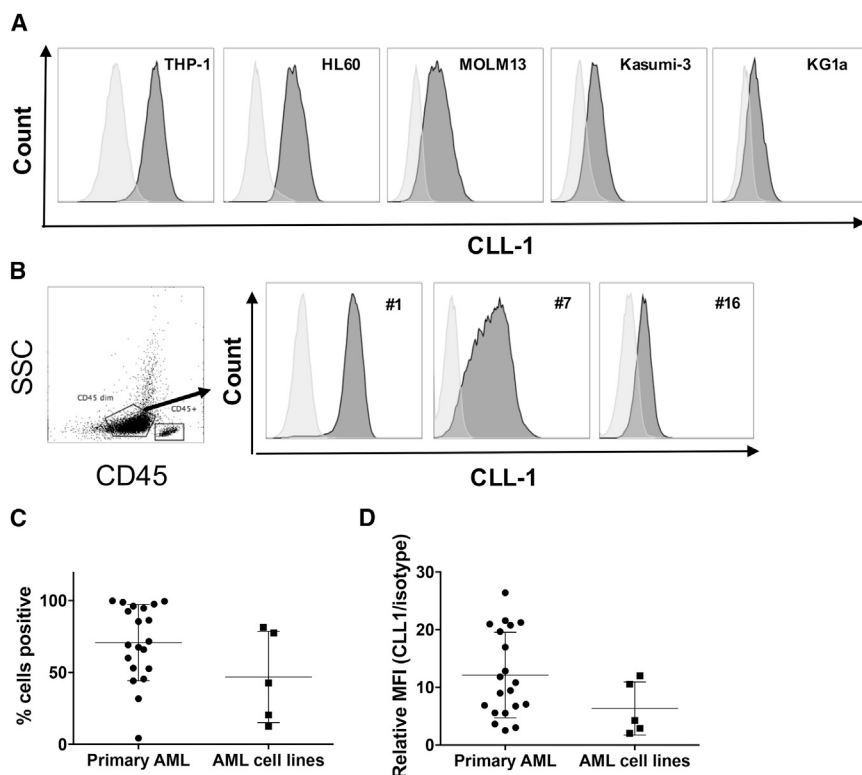 A
THP-1
HL60
MOLM13
Kasumi-3
KG1a
Count
CLL-1
B
SSC
CD45 dim
CD45+
CD45
Count
#1
#7
#16
CLL-1
C
% cells positive
100
50
0
Primary AML
AML cell lines
D
Relative MFI (CLL1/isotype)
30
20
10
0
Primary AML
AML cell lines